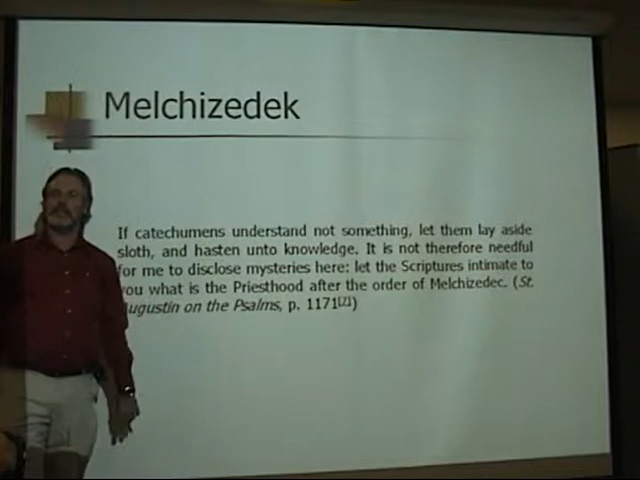 Melchizedek
If catechumens understand not something, let them lay aside
sloth, and hasten unto knowledge. It is not therefore needful
for me to disclose mysteries here: let the Scriptures intimate to
you what is the Priesthood after the order of Melchizedec. (St.
Augustin on the Psalms, p. 1171[2])